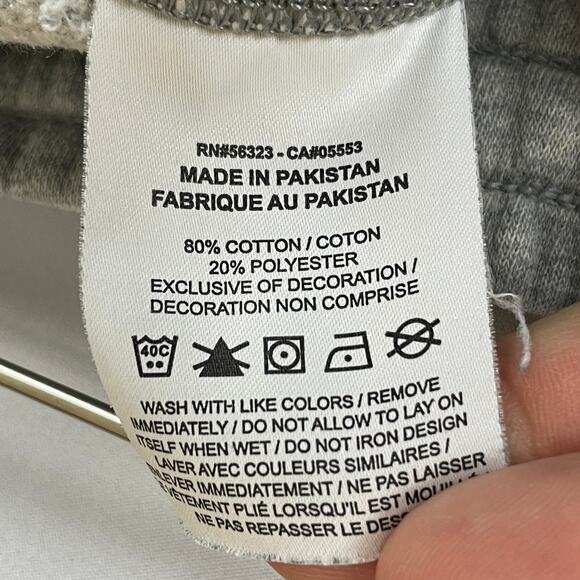 RN#56323 - CA#05553
MADE IN PAKISTAN
FABRIQUE AU PAKISTAN
80% COTTON / COTON
20% POLYESTER
EXCLUSIVE OF DECORATION /
DECORATION NON COMPRISE
40C
WASH WITH LIKE COLORS / REMOVE
IMMEDIATELY / DO NOT ALLOW TO LAY ON
ITSELF WHEN WET / DO NOT IRON DESIGN
LAVER AVEC COULEURS SIMILAIRES /
IMMEDIATEMENT / NE PAS LAISSER
VÊTEMENT PLIÉ LORSQU'IL EST
NE PAS REPASSER LE